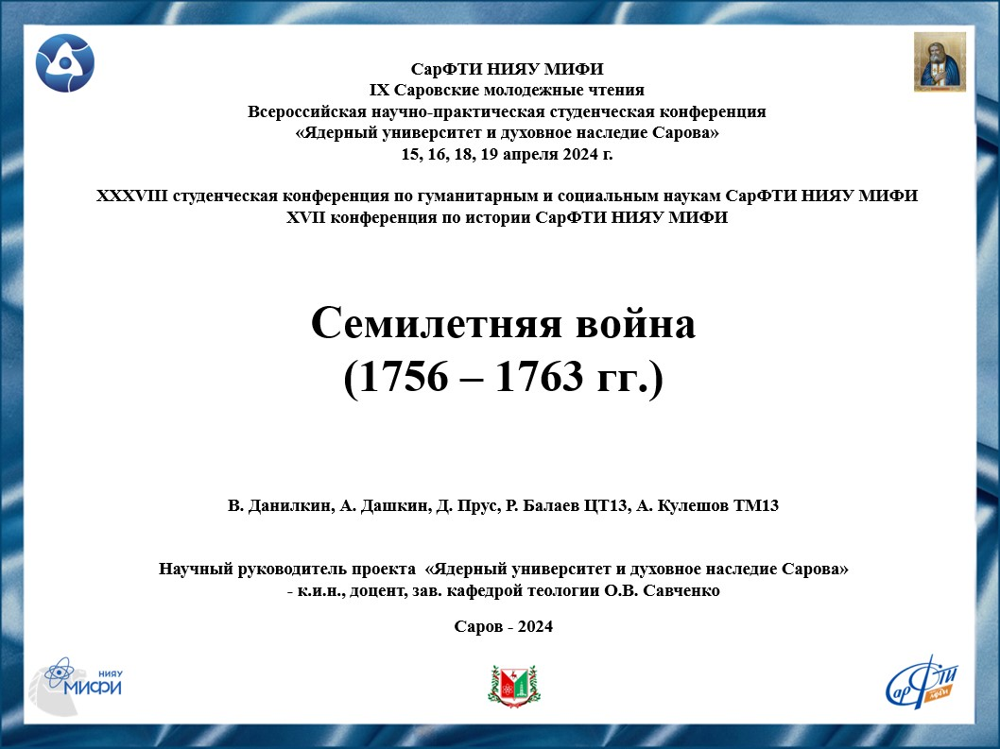 СарФТИ НИЯУ МИФИ
IX Саровские молодежные чтения
Всероссийская научно-практическая студенческая конференция
«Ядерный университет и духовное наследие Сарова»
15, 16, 18, 19 апреля 2024 г.
XXXVIII студенческая конференция по гуманитарным и социальным наукам СарФТИ НИЯУ МИФИ
XVII конференция по истории СарФТИ НИЯУ МИФИ
Семилетняя война
(1756 – 1763 гг.)
В. Данилкин, А. Дашкин, Д. Прус, Р. Балаев ЦТ13, А. Кулешов ТМ13
Научный руководитель проекта «Ядерный университет и духовное наследие Сарова»
- к.и.н., доцент, зав. кафедрой теологии О.В. Савченко
Саров - 2024
НИЯУ
МИФИ
СарФТИ
МИФИ